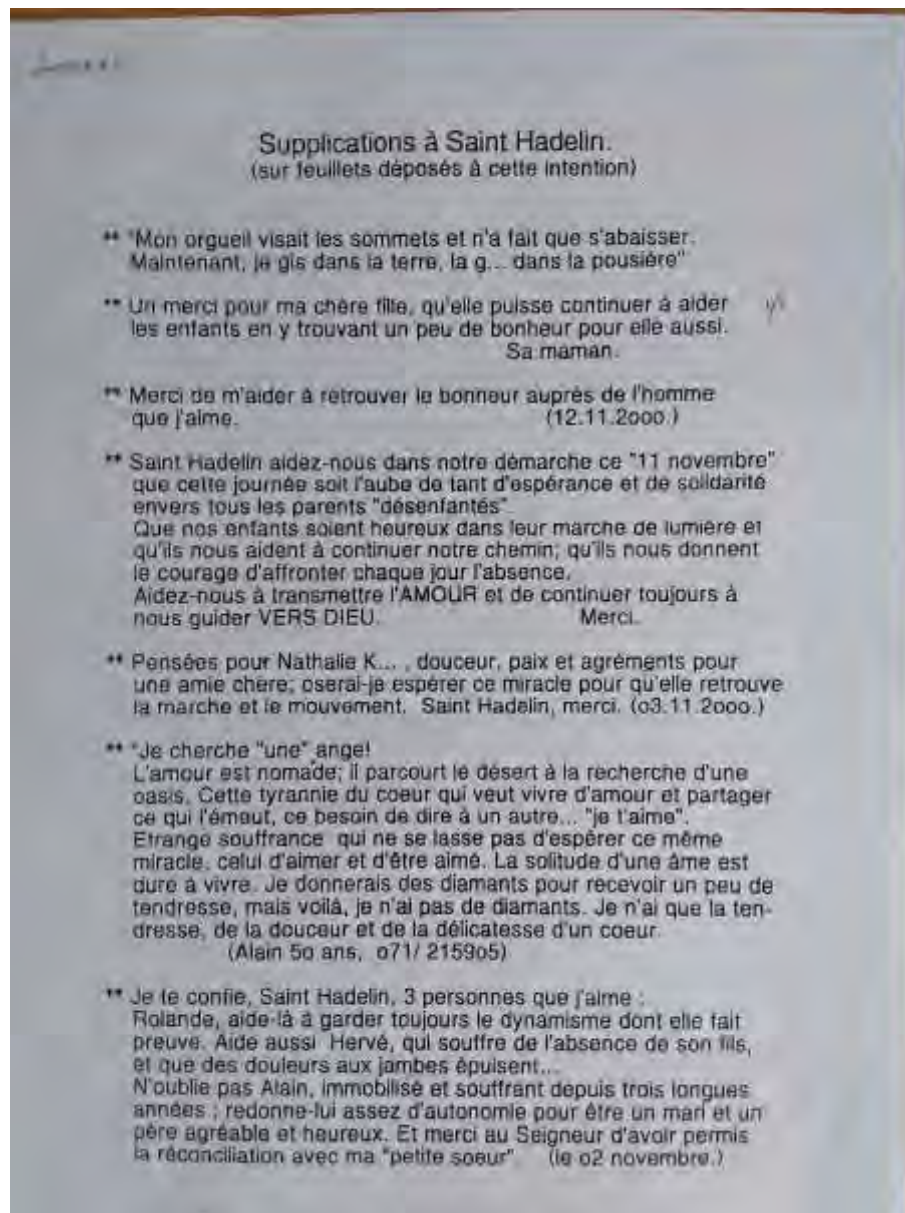 Supplications à Saint Hadelin.
(sur feuillets déposés à cette intention)
** "Mon orgueil visait les sommets et n'a fait que s'abaisser.
Maintenant, je gis dans la terre, la g... dans la pousière"
** Un merci pour ma chère fille, qu'elle puisse continuer à aider
les enfants en y trouvant un peu de bonheur pour elle aussi.
Sa maman.
** Merci de m'aider à retrouver le bonheur auprès de l'homme
que j'aime. (12.11.2ooo.)
** Saint Hadelin aidez-nous dans notre démarche ce "11 novembre"
que cette journée soit l'aube de tant d'espérance et de solidarité
envers tous les parents "désenfantés".
Que nos enfants soient heureux dans leur marche de lumière et
qu'ils nous aident à continuer notre chemin; qu'ils nous donnent
le courage d'affronter chaque jour l'absence.
Aidez-nous à transmettre l'AMOUR et de continuer toujours à
nous guider VERS DIEU. Merci.
** Pensées pour Nathalie K... , douceur, paix et agréments pour
une amie chère; oserai-je espérer ce miracle pour qu'elle retrouve
la marche et le mouvement. Saint Hadelin, merci. (o3.11.2ooo.)
** "Je cherche "une" ange!
L'amour est nomade; il parcourt le désert à la recherche d'une
oasis. Cette tyrannie du coeur qui veut vivre d'amour et partager
ce qui l'émeut, ce besoin de dire à un autre... "je t'aime".
Etrange souffrance qui ne se lasse pas d'espérer ce même
miracle, celui d'aimer et d'être aimé. La solitude d'une âme est
dure à vivre. Je donnerais des diamants pour recevoir un peu de
tendresse, mais voilà, je n'ai pas de diamants. Je n'ai que la ten-
dresse, de la douceur et de la délicatesse d'un coeur.
(Alain 5o ans, o71/ 2159o5)
** Je te confie, Saint Hadelin, 3 personnes que j'aime :
Rolande, aide-là à garder toujours le dynamisme dont elle fait
preuve. Aide aussi Hervé, qui souffre de l'absence de son fils,
et que des douleurs aux jambes épuisent...
N'oublie pas Alain, immobilisé et souffrant depuis trois longues
années ; redonne-lui assez d'autonomie pour être un mari et un
père agréable et heureux. Et merci au Seigneur d'avoir permis
la réconciliation avec ma "petite soeur". (le o2 novembre.)